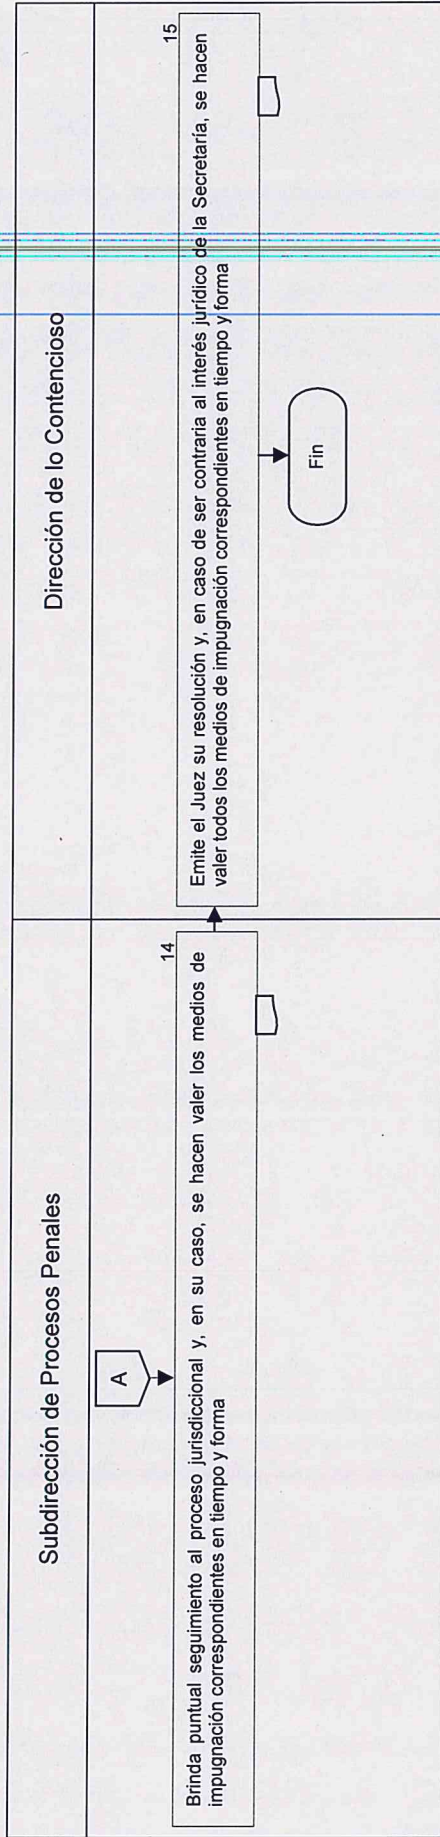 Subdirección de Procesos Penales
Dirección de lo Contencioso
A
14
Brinda puntual seguimiento al proceso jurisdiccional y, en su caso, se hacen valer los medios de
impugnación correspondientes en tiempo y forma
15
Emite el Juez su resolución y, en caso de ser contraria al interés jurídico de la Secretaría, se hacen
valer todos los medios de impugnación correspondientes en tiempo y forma
Fin